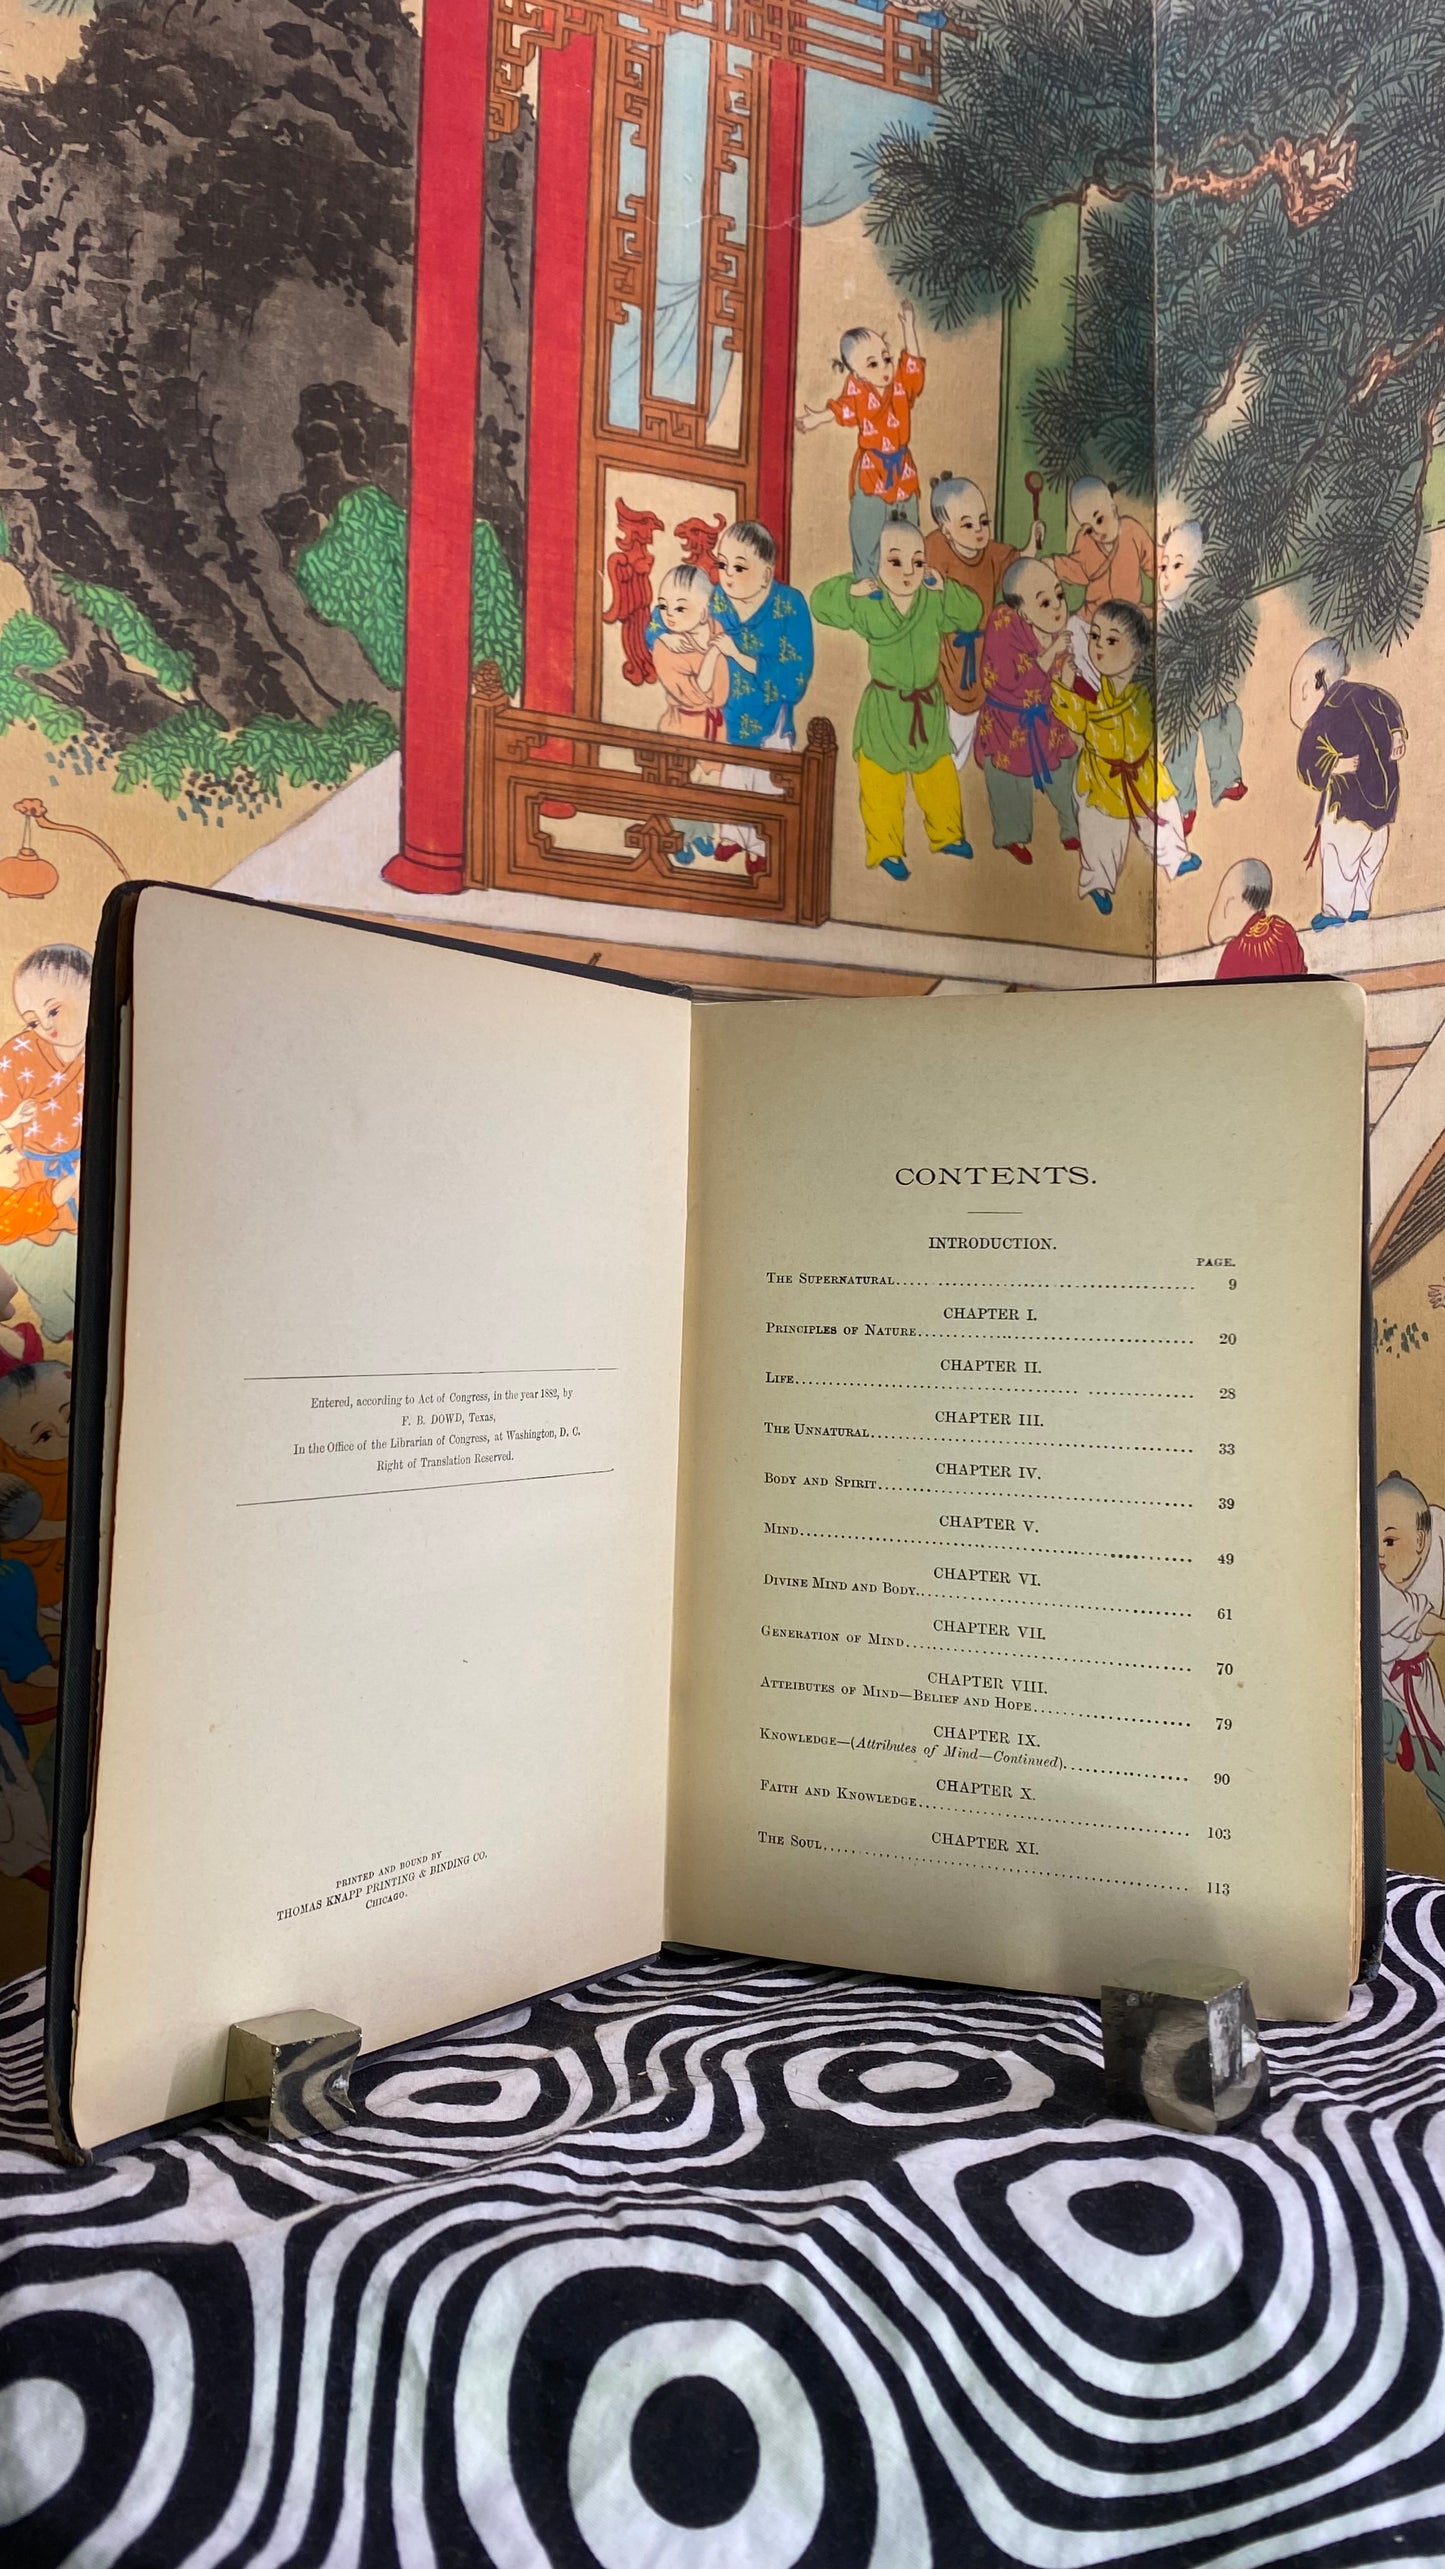 Entered, according to Act of Congress, in the year 1882, by
F. B. DOWD, Texas,
In the Office of the Librarian of Congress, at Washington, D. C.
Right of Translation Reserved.
PRINTED AND BOUND BY
THOMAS KNAPP PRINTING & BINDING CO.
CHICAGO.
CONTENTS.
INTRODUCTION.
PAGE.
THE SUPERNATURAL..... 9
CHAPTER I.
PRINCIPLES OF NATURE..... 20
CHAPTER II.
LIFE..... 28
CHAPTER III.
THE UNNATURAL..... 33
CHAPTER IV.
BODY AND SPIRIT..... 39
CHAPTER V.
MIND..... 49
CHAPTER VI.
DIVINE MIND AND BODY..... 61
CHAPTER VII.
GENERATION OF MIND..... 70
CHAPTER VIII.
ATTRIBUTES OF MIND—BELIEF AND HOPE..... 79
CHAPTER IX.
KNOWLEDGE—(Attributes of Mind—Continued)..... 90
CHAPTER X.
FAITH AND KNOWLEDGE..... 103
CHAPTER XI.
THE SOUL..... 113